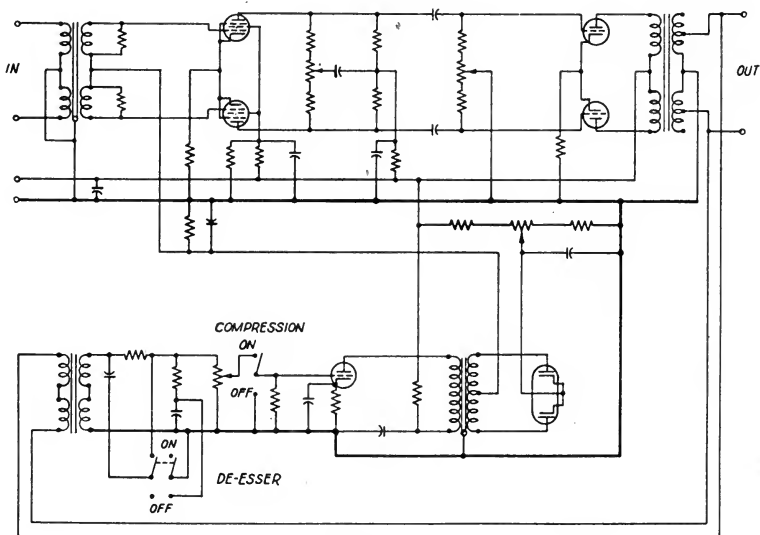 IN
OUT
COMPRESSION
ON
OFF
ON
DE-ESSER
OFF